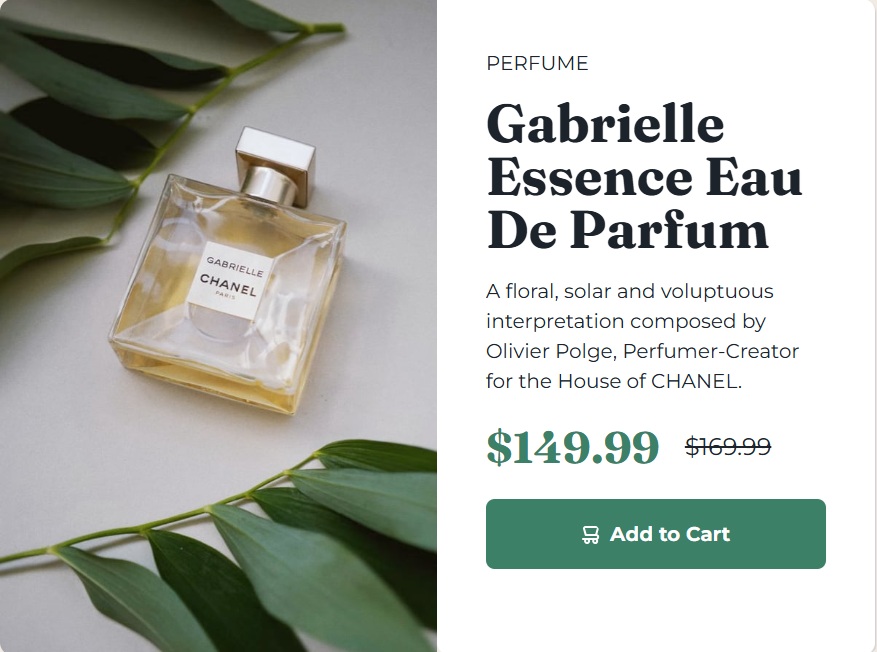 GABRIELLE
CHANEL
PARIS
PERFUME
Gabrielle
Essence Eau
De Parfum
A floral, solar and voluptuous
interpretation composed by
Olivier Polge, Perfumer-Creator
for the House of CHANEL.
$149.99 $169.99
Add to Cart